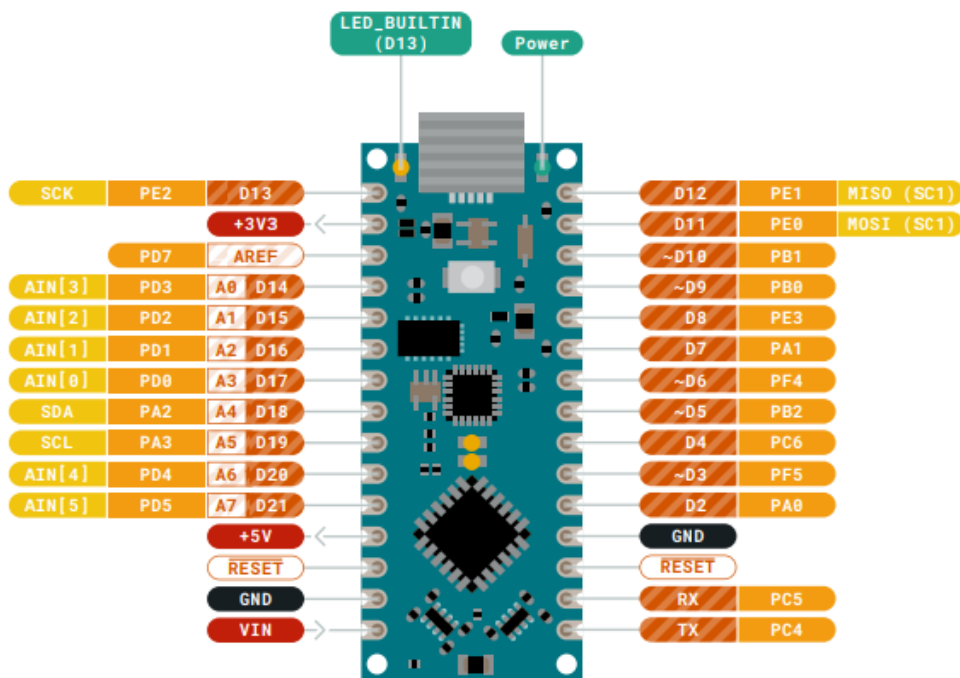 LED_BUILTIN
(D13)
Power
SCK PE2 D13
+3V3
PD7 AREF
AIN[3] PD3 A0 D14
AIN[2] PD2 A1 D15
AIN[1] PD1 A2 D16
AIN[0] PD0 A3 D17
SDA PA2 A4 D18
SCL PA3 A5 D19
AIN[4] PD4 A6 D20
AIN[5] PD5 A7 D21
+5V
RESET
GND
VIN
D12 PE1 MISO (SC1)
D11 PE0 MOSI (SC1)
~D10 PB1
~D9 PB0
D8 PE3
D7 PA1
~D6 PF4
~D5 PB2
D4 PC6
~D3 PF5
D2 PA0
GND
RESET
RX PC5
TX PC4